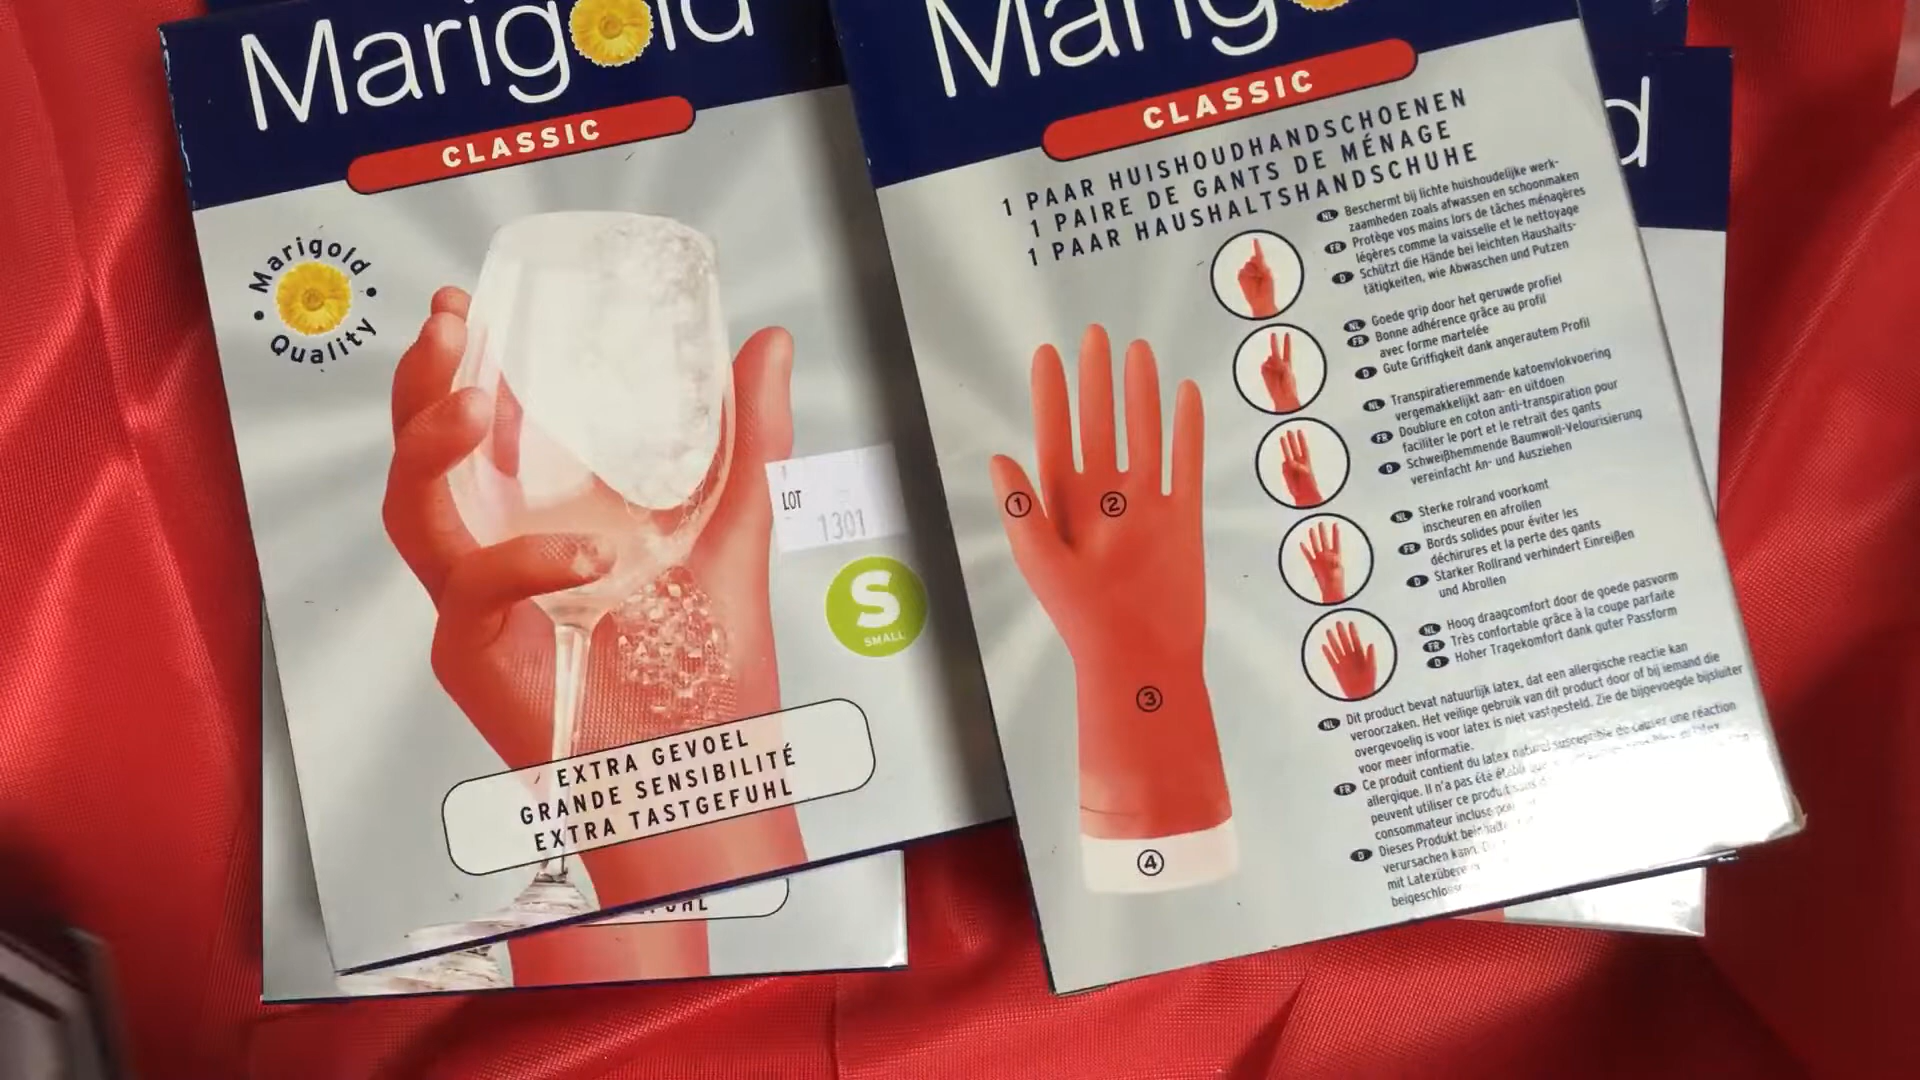 Marigold
CLASSIC
Marigold
Quality
LOT
1301
S
SMALL
EXTRA GEVOEL
GRANDE SENSIBILITÉ
EXTRA TASTGEFUHL
CLASSIC
1 PAAR HUISHOUDHANDSCHOENEN
1 PAIRE DE GANTS DE MÉNAGE
1 PAAR HAUSHALTSHANDSCHUHE
NL Beschermt bij lichte huishoudelijke werk-
zaamheden zoals afwassen en schoonmaken
FR Protège vos mains lors de tâches ménagères
légères comme la vaisselle et le nettoyage
D Schützt die Hände bei leichten Haushalts-
tätigkeiten, wie Abwaschen und Putzen
NL Goede grip door het geruwde profiel
FR Bonne adhérence grâce au profil
avec forme martelée
D Gute Griffigkeit dank angerautem Profil
NL Transpiratieremmende katoenvlokvoering
vergemakkelijkt aan- en uitdoen
FR Doublure en coton anti-transpiration pour
faciliter le port et le retrait des gants
D Schweißhemmende Baumwoll-Velourisierung
vereinfacht An- und Ausziehen
NL Sterke rolrand voorkomt
inscheuren en afrollen
FR Bords solides pour éviter les
déchirures et la perte des gants
D Starker Rollrand verhindert Einreißen
und Abrollen
NL Hoog draagcomfort door de goede pasvorm
FR Très confortable grâce à la coupe parfaite
D Hoher Tragekomfort dank guter Passform
NL Dit product bevat natuurlijk latex, dat een allergische reactie kan
veroorzaken. Het veilige gebruik van dit product door of bij iemand die
overgevoelig is voor latex is niet vastgesteld. Zie de bijgevoegde bijsluiter
voor meer informatie.
FR Ce produit contient du latex naturel susceptible de causer une réaction
allergique. Il n'a pas été établi que
peuvent utiliser ce produit sans
consommateur incluse
D Dieses Produkt beinhaltet
verursachen kann.
mit
1
2
3
4